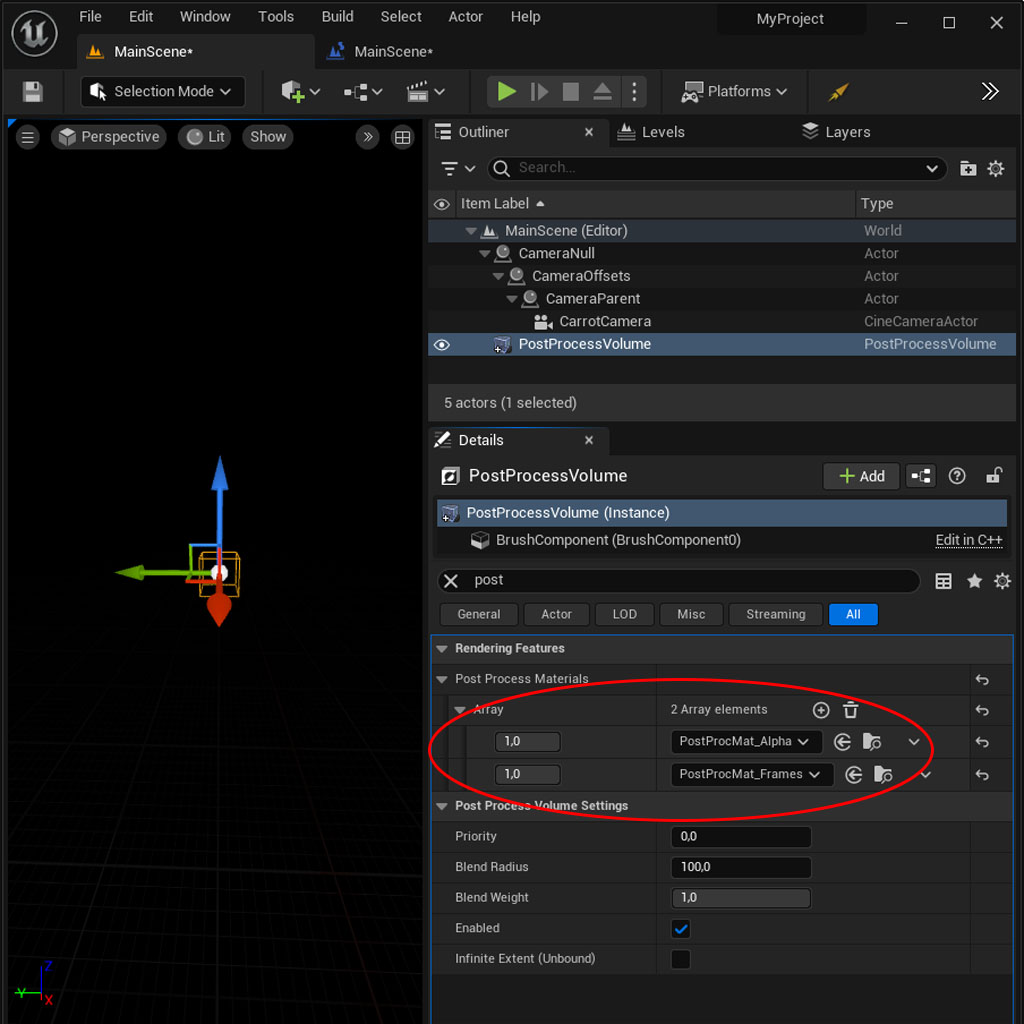 File Edit Window Tools Build Select Actor Help
MyProject
MainScene* MainScene*
Selection Mode Platforms
Perspective Lit Show
Outliner Levels Layers
Search...
Item Label Type
MainScene (Editor) World
CameraNull Actor
CameraOffsets Actor
CameraParent Actor
CarrotCamera CineCameraActor
PostProcessVolume PostProcessVolume
5 actors (1 selected)
Details
PostProcessVolume Add
PostProcessVolume (Instance)
BrushComponent (BrushComponent0) Edit in C++
post
General Actor LOD Misc Streaming All
Rendering Features
Post Process Materials
Array 2 Array elements
1,0 PostProcMat_Alpha
1,0 PostProcMat_Frames
Post Process Volume Settings
Priority 0,0
Blend Radius 100,0
Blend Weight 1,0
Enabled
Infinite Extent (Unbound)
Z
Y
X